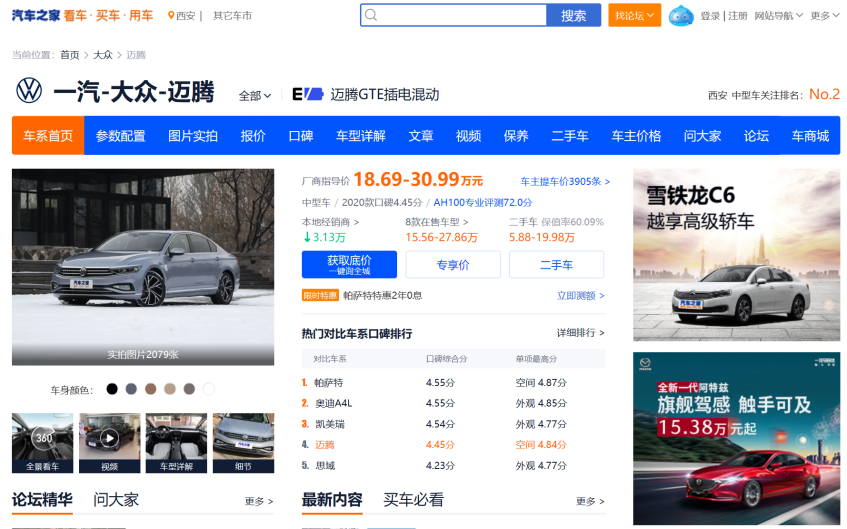 汽车之家 看车 · 买车 · 用车 西安 | 其它车市 搜索 找论坛 登录 | 注册 网站导航 更多
当前位置: 首页 > 大众 > 迈腾
一汽-大众-迈腾 全部 E 迈腾GTE插电混动 西安 中型车关注排名: No.2
车系首页 参数配置 图片实拍 报价 口碑 车型详解 文章 视频 保养 二手车 车主价格 问大家 论坛 车商城
厂商指导价 18.69-30.99万元 车主提车价3905条 >
中型车 / 2020款口碑4.45分 / AH100专业评测72.0分
本地经销商 > 8款在售车型 > 二手车 保值率60.09%
↓3.13万 15.56-27.86万 5.88-19.98万
获取底价 专享价 二手车
一键询全城
限时特惠 帕萨特特惠2年0息 立即测额 >
热门对比车系口碑排行 详细排行 >
对比车系 口碑综合分 单项最高分
1. 帕萨特 4.55分 空间 4.87分
2. 奥迪A4L 4.55分 外观 4.85分
3. 凯美瑞 4.54分 外观 4.77分
4. 迈腾 4.45分 空间 4.84分
5. 思域 4.23分 外观 4.77分
汽车之家
实拍图片2079张
车身颜色:
360
全景看车 视频 车型详解 细节
论坛精华 问大家 更多 >
最新内容 买车必看 更多 >
雪铁龙C6
越享高级轿车
全新一代阿特兹
旗舰驾感 触手可及
15.38万元起